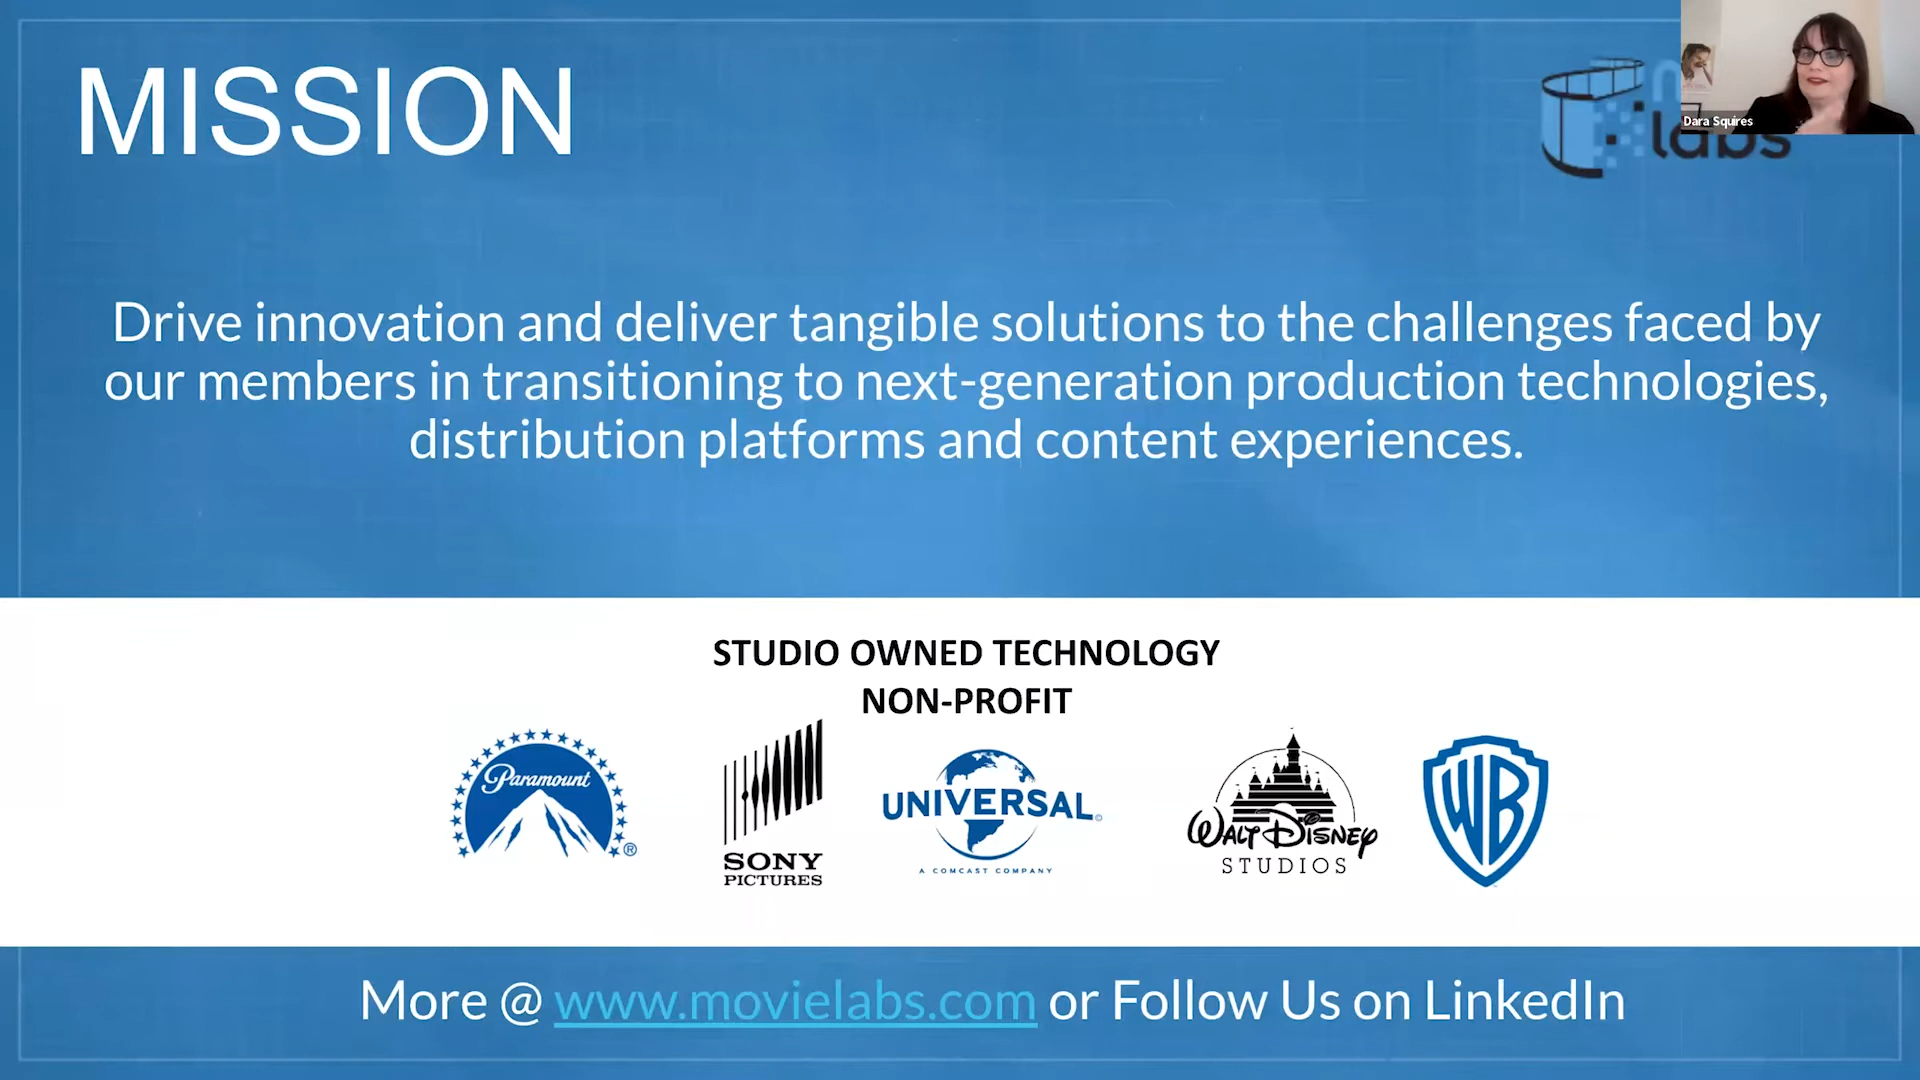 MISSION
Dara Squires
labs
Drive innovation and deliver tangible solutions to the challenges faced by
our members in transitioning to next-generation production technologies,
distribution platforms and content experiences.
STUDIO OWNED TECHNOLOGY
NON-PROFIT
Paramount®
SONY
PICTURES
UNIVERSAL©
A COMCAST COMPANY
WALT DISNEY
STUDIOS
WB
More @ www.movielabs.com or Follow Us on LinkedIn